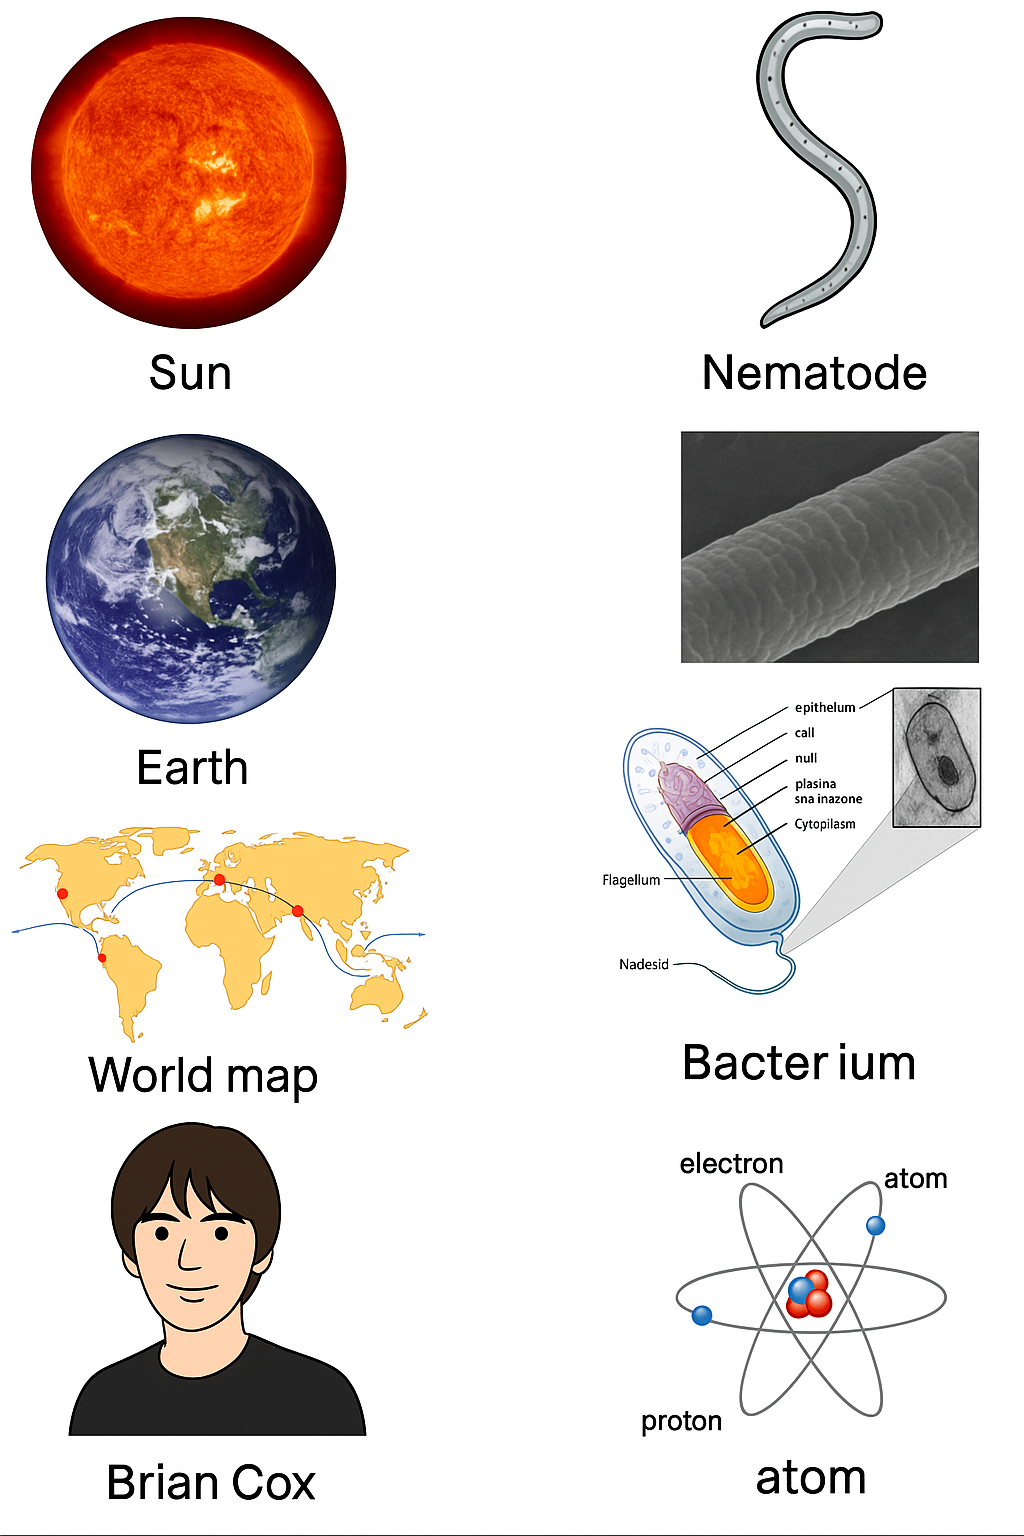 Sun
Nematode
Earth
epithelum
call
null
plasina
sna inazone
Cytopilasm
Flagellum
Nadesid
World map
Bacter ium
electron
atom
proton
Brian Cox
atom